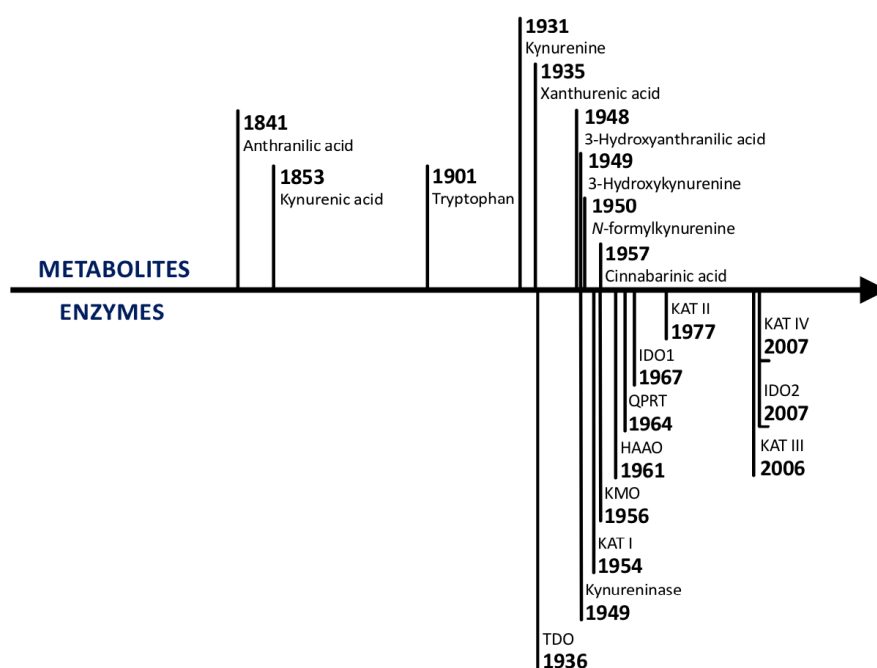 1931
Kynurenine
1935
Xanthurenic acid
1841
Anthranilic acid
1948
3-Hydroxyanthranilic acid
1853
Kynurenic acid
1901
Tryptophan
1949
3-Hydroxykynurenine
1950
N-formylkynurenine
1957
Cinnabarinic acid
METABOLITES
ENZYMES
KAT II
1977
KAT IV
2007
IDO1
1967
IDO2
2007
QPRT
1964
HAAO
1961
KAT III
2006
KMO
1956
KAT I
1954
Kynureninase
1949
TDO
1936